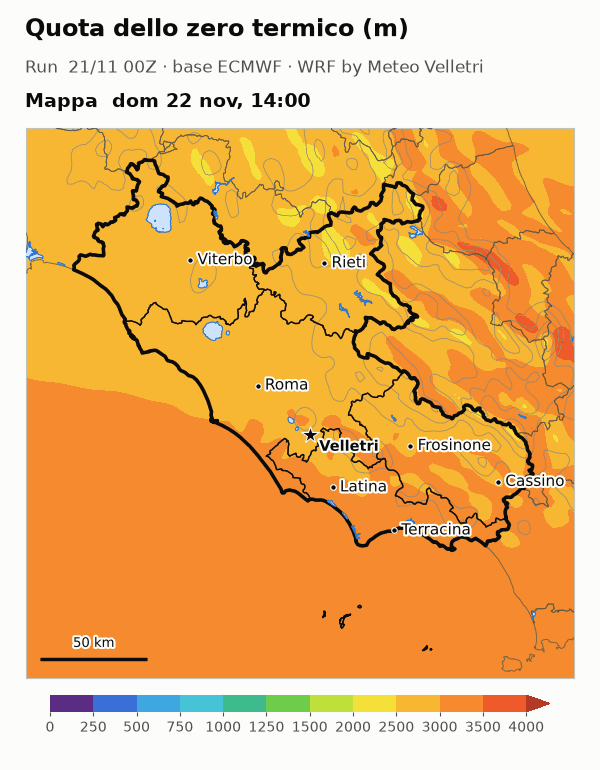 Quota dello zero termico (m)
Run  21/11 00Z · base ECMWF · WRF by Meteo Velletri
Mappa  dom 22 nov, 14:00
Viterbo
Rieti
Roma
Velletri
Frosinone
Latina
Cassino
Terracina
50 km
0 250 500 750 1000 1250 1500 2000 2500 3000 3500 4000